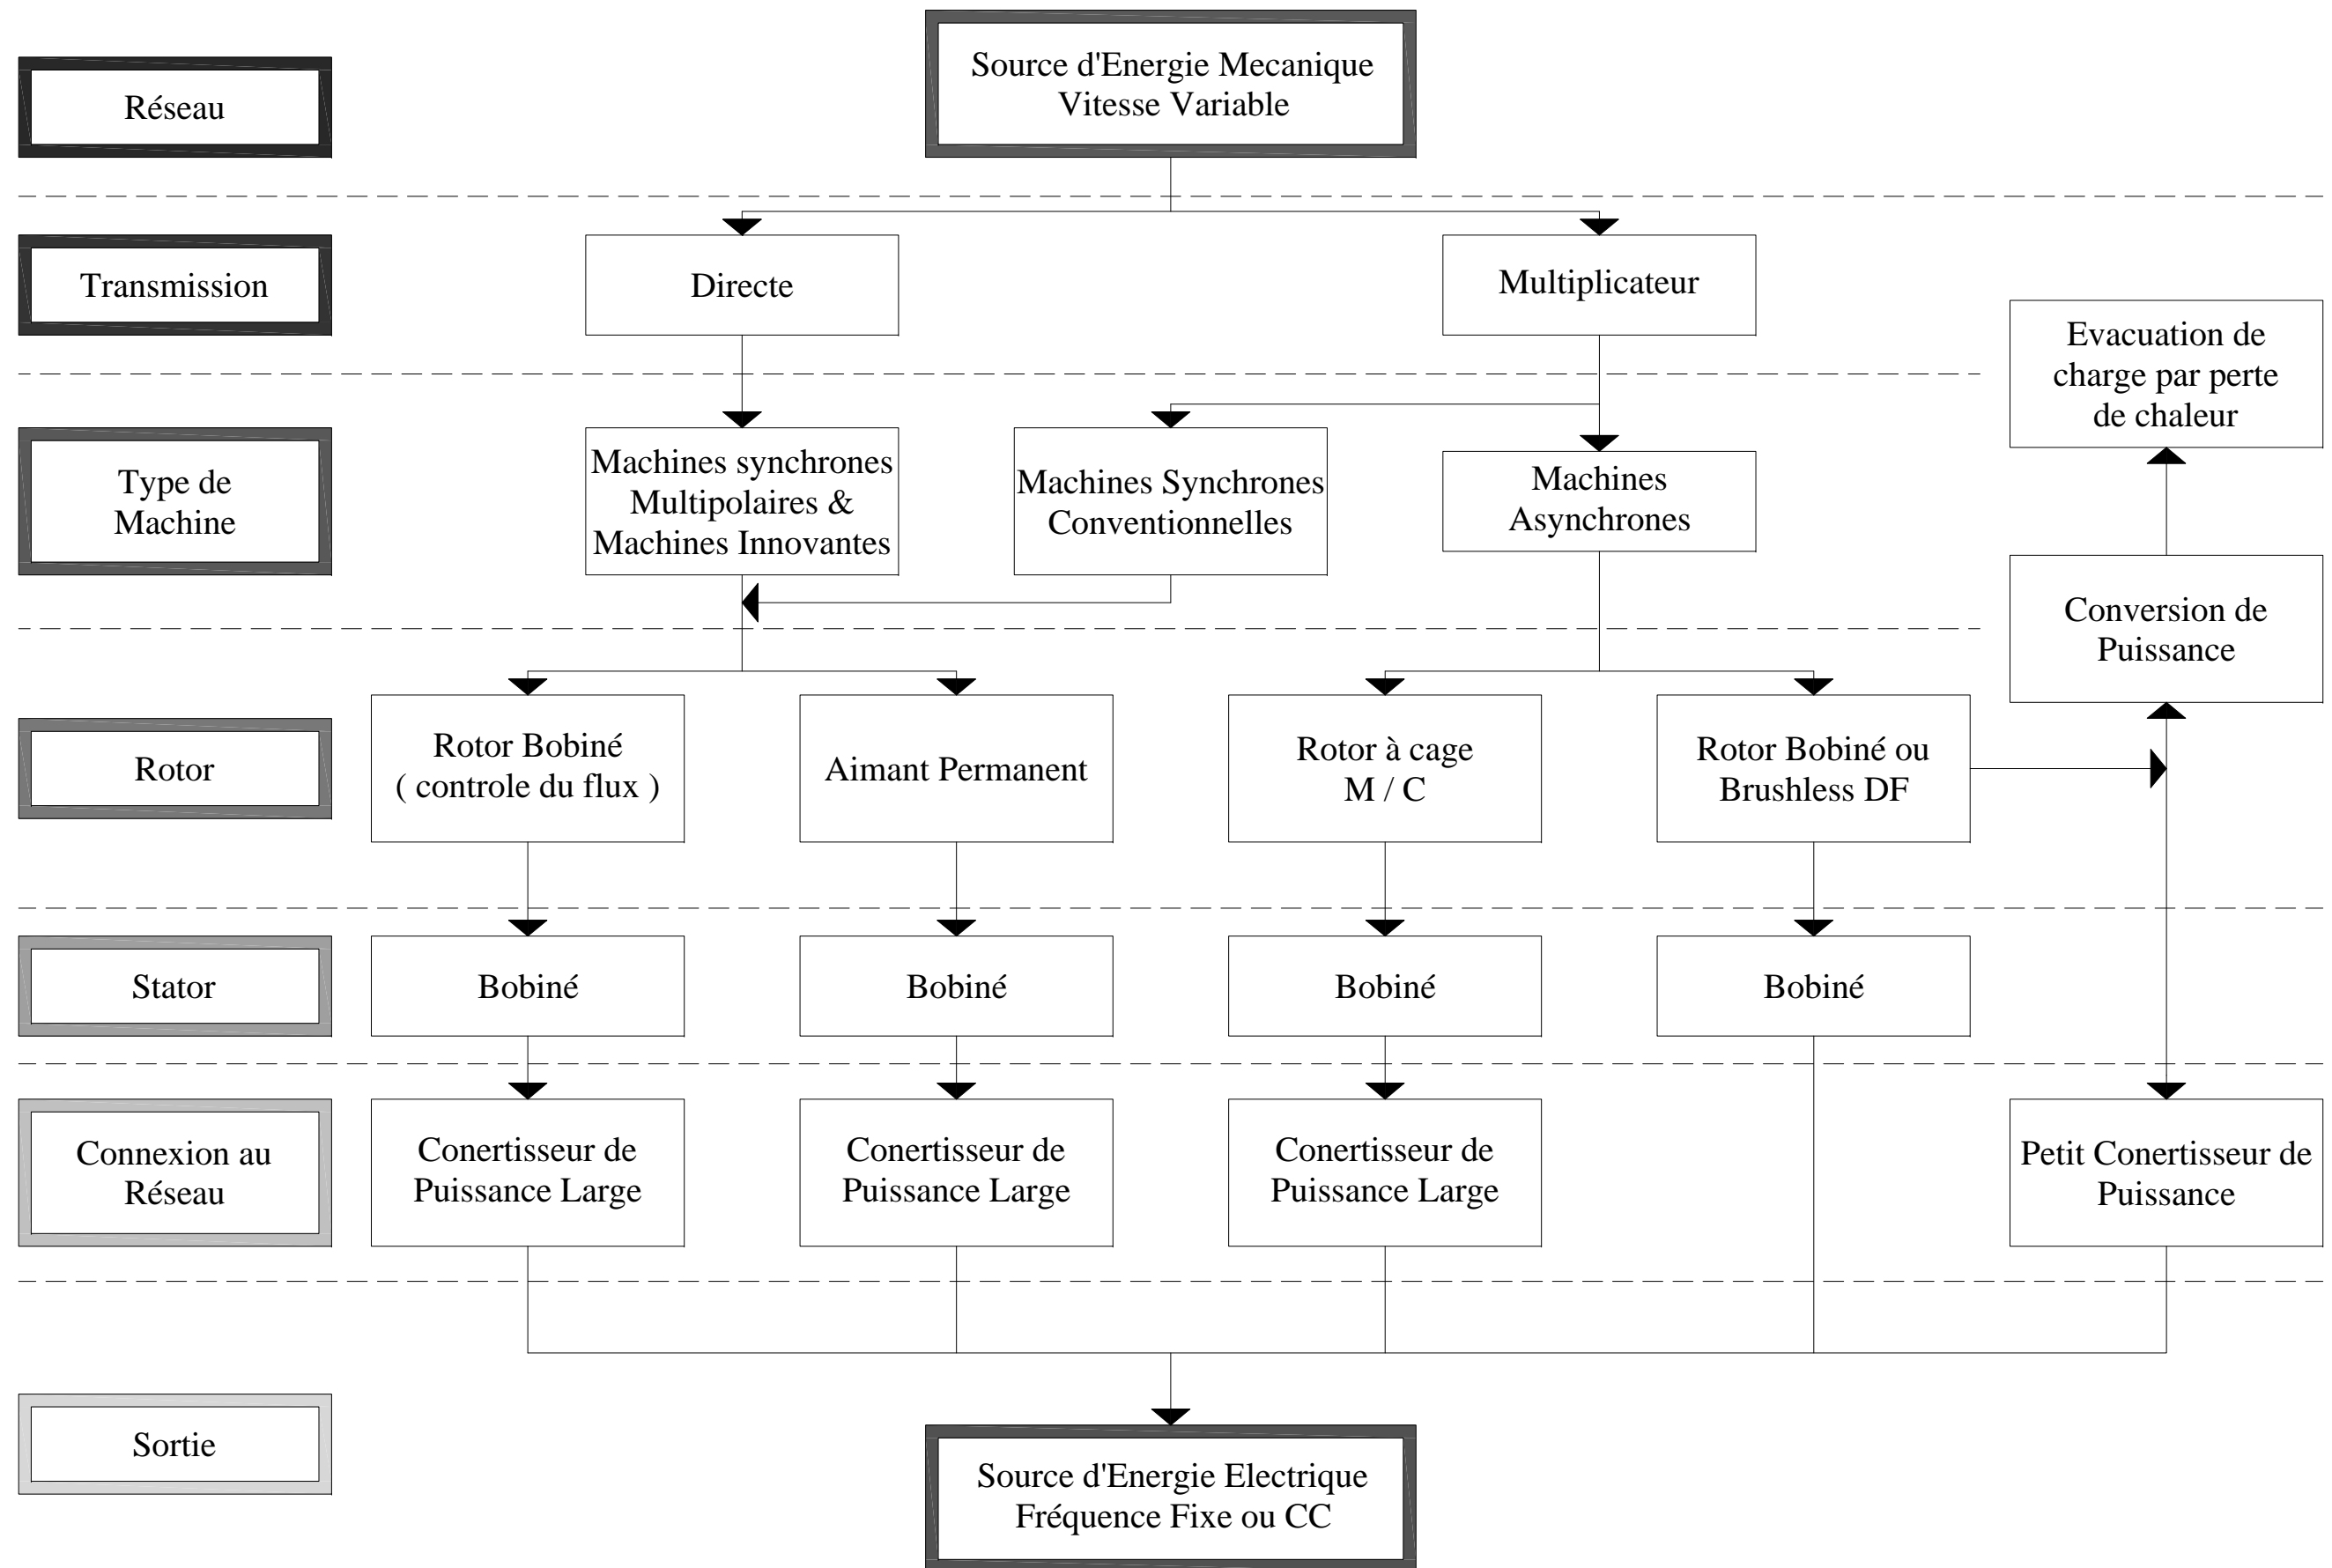 Réseau
Source d'Energie Mecanique
Vitesse Variable
Transmission
Directe
Multiplicateur
Evacuation de
charge par perte
de chaleur
Type de
Machine
Machines synchrones
Multipolaires &
Machines Innovantes
Machines Synchrones
Conventionnelles
Machines
Asynchrones
Conversion de
Puissance
Rotor
Rotor Bobiné
( controle du flux )
Aimant Permanent
Rotor à cage
M / C
Rotor Bobiné ou
Brushless DF
Stator
Bobiné
Bobiné
Bobiné
Bobiné
Connexion au
Réseau
Conertisseur de
Puissance Large
Conertisseur de
Puissance Large
Conertisseur de
Puissance Large
Petit Conertisseur de
Puissance
Sortie
Source d'Energie Electrique
Fréquence Fixe ou CC